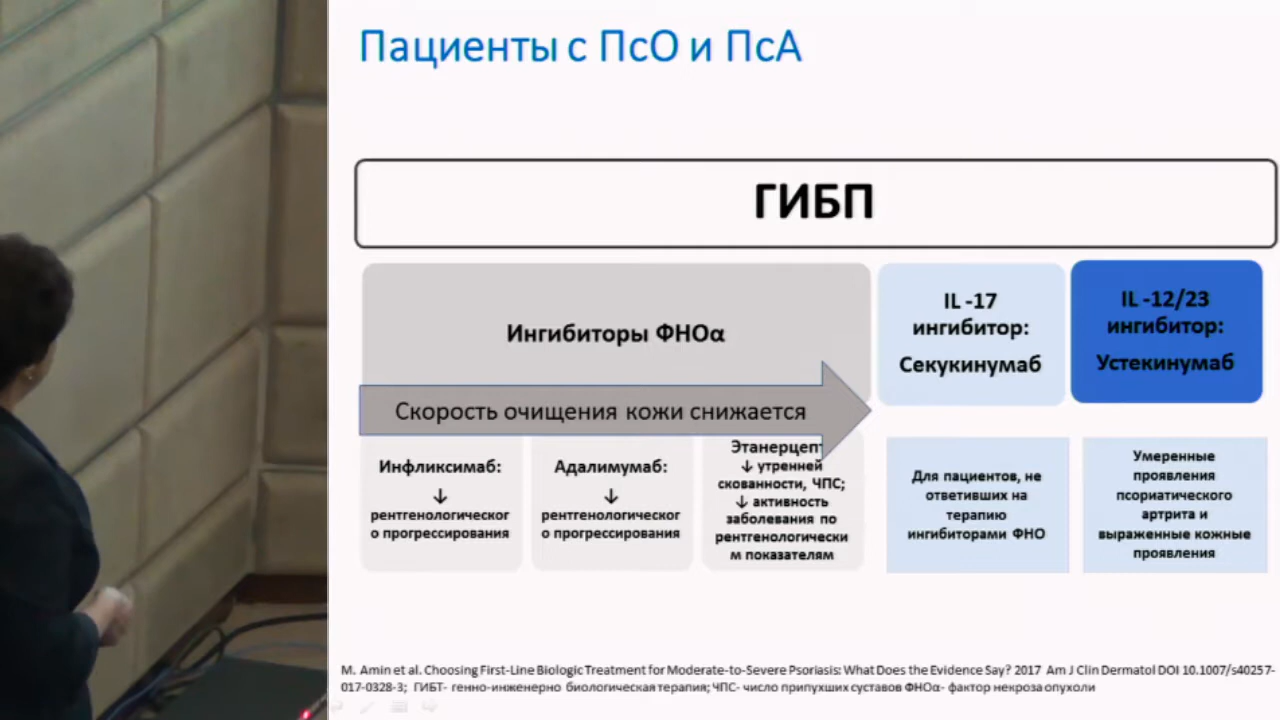 Пациенты с ПсО и ПсА
ГИБП
Ингибиторы ФНОα
IL -17
ингибитор:
Секукинумаб
IL -12/23
ингибитор:
Устекинумаб
Скорость очищения кожи снижается
Инфликсимаб:
↓
рентгенологическог
о прогрессирования
Адалимумаб:
↓
рентгенологическог
о прогрессирования
Этанерцепт
↓ утренней
скованности, ЧПС;
↓ активность
заболевания по
рентгенологически
м показателям
Для пациентов, не
ответивших на
терапию
ингибиторами ФНО
Умеренные
проявления
псориатического
артрита и
выраженные кожные
проявления
M. Amin et al. Choosing First-Line Biologic Treatment for Moderate-to-Severe Psoriasis: What Does the Evidence Say? 2017 Am J Clin Dermatol DOI 10.1007/s40257-
017-0328-3; ГИБТ- генно-инженерно биологическая терапия; ЧПС- число припухших суставов ФНОα- фактор некроза опухоли